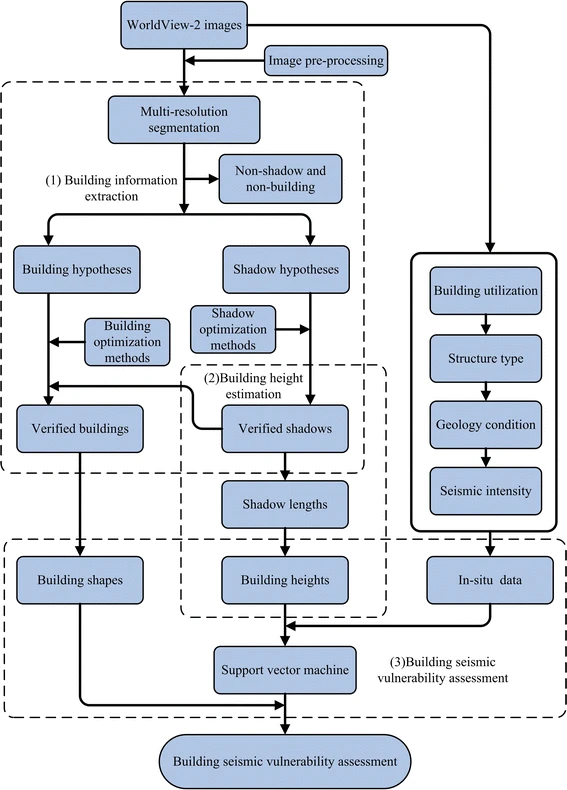 WorldView-2 images
Image pre-processing
Multi-resolution
segmentation
(1) Building information
extraction
Non-shadow and
non-building
Building hypotheses
Shadow hypotheses
Building utilization
Building
optimization
methods
Shadow
optimization
methods
Structure type
(2)Building height
estimation
Verified buildings
Verified shadows
Geology condition
Shadow lengths
Seismic intensity
Building shapes
Building heights
In-situ data
Support vector machine
(3)Building seismic
vulnerability assessment
Building seismic vulnerability assessment